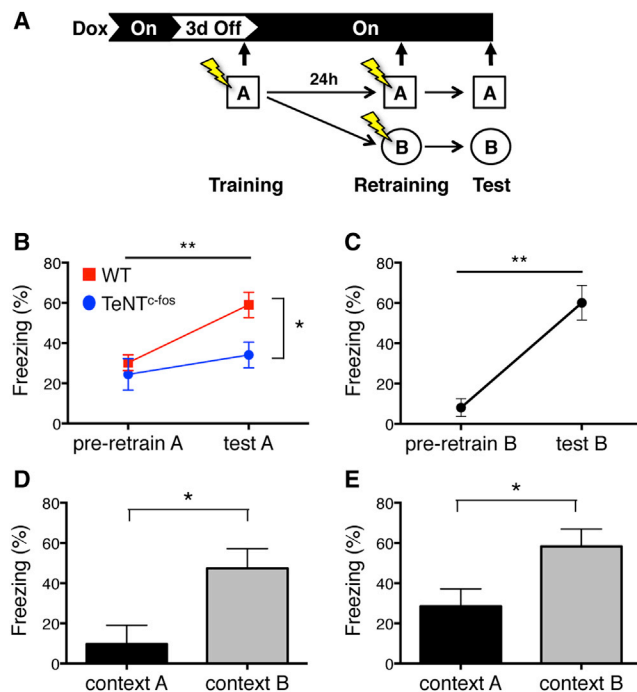 A
Dox On 3d Off On
24h
A A A
B B
Training Retraining Test
B
**
WT
TeNTc-fos
*
Freezing (%)
80
60
40
20
0
pre-retrain A test A
C
**
Freezing (%)
80
60
40
20
0
pre-retrain B test B
D
*
Freezing (%)
80
60
40
20
0
context A context B
E
*
Freezing (%)
80
60
40
20
0
context A context B